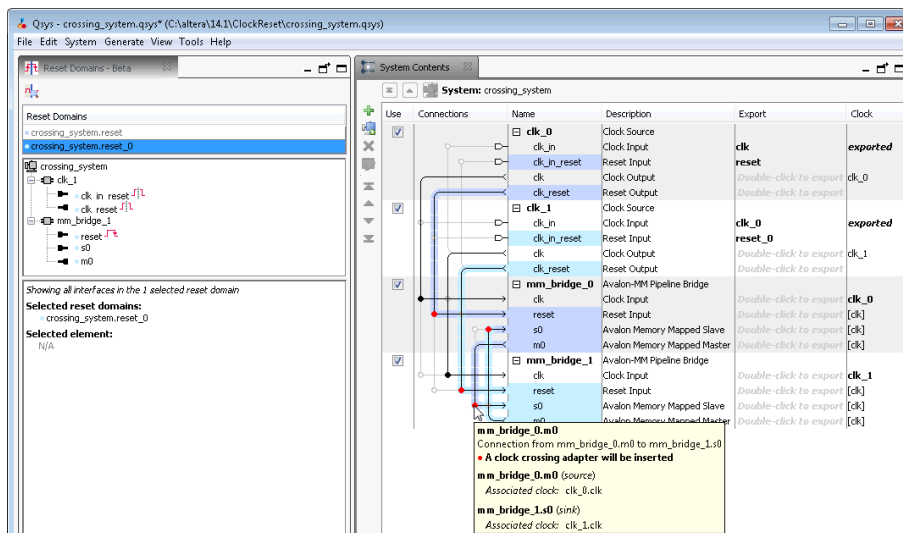 Qsys - crossing_system.qsys* (C:\altera\14.1\ClockReset\crossing_system.qsys)
File Edit System Generate View Tools Help
Reset Domains - Beta
Reset Domains
crossing_system.reset
crossing_system.reset_0
crossing_system
clk_1
clk_in_reset
clk_reset
mm_bridge_1
reset
s0
m0
Showing all interfaces in the 1 selected reset domain
Selected reset domains:
crossing_system.reset_0
Selected element:
N/A
System Contents
System: crossing_system
Use Connections Name Description Export Clock
clk_0 Clock Source
clk_in Clock Input clk exported
clk_in_reset Reset Input reset
clk Clock Output Double-click to export clk_0
clk_reset Reset Output Double-click to export
clk_1 Clock Source
clk_in Clock Input clk_0 exported
clk_in_reset Reset Input reset_0
clk Clock Output Double-click to export clk_1
clk_reset Reset Output Double-click to export
mm_bridge_0 Avalon-MM Pipeline Bridge
clk Clock Input Double-click to export clk_0
reset Reset Input Double-click to export [clk]
s0 Avalon Memory Mapped Slave Double-click to export [clk]
m0 Avalon Memory Mapped Master Double-click to export [clk]
mm_bridge_1 Avalon-MM Pipeline Bridge
clk Clock Input Double-click to export clk_1
reset Reset Input Double-click to export [clk]
s0 Avalon Memory Mapped Slave Double-click to export [clk]
m0 Avalon Memory Mapped Master Double-click to export [clk]
mm_bridge_0.m0
Connection from mm_bridge_0.m0 to mm_bridge_1.s0
• A clock crossing adapter will be inserted
mm_bridge_0.m0 (source)
Associated clock: clk_0.clk
mm_bridge_1.s0 (sink)
Associated clock: clk_1.clk